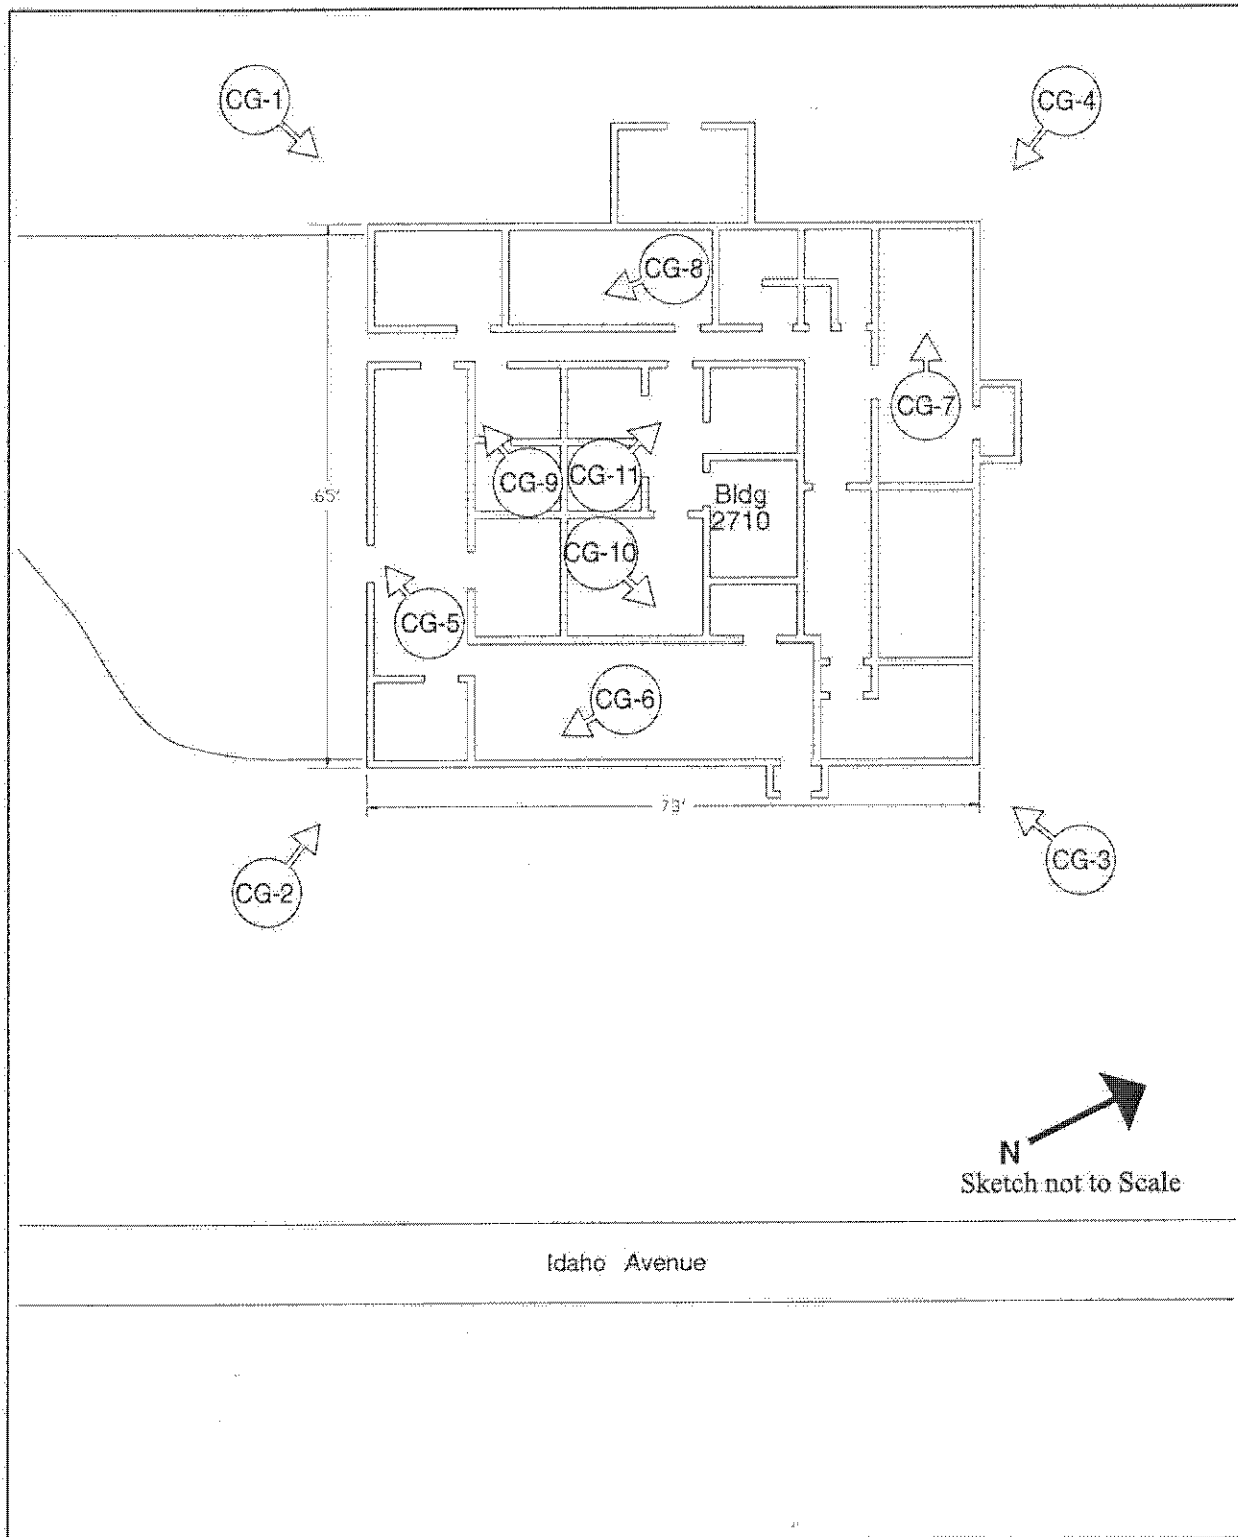 CG-1
CG-4
CG-8
CG-7
65'
CG-9
CG-11
Bldg
2710
CG-10
CG-5
CG-6
73'
CG-2
CG-3
N
Sketch not to Scale
Idaho Avenue